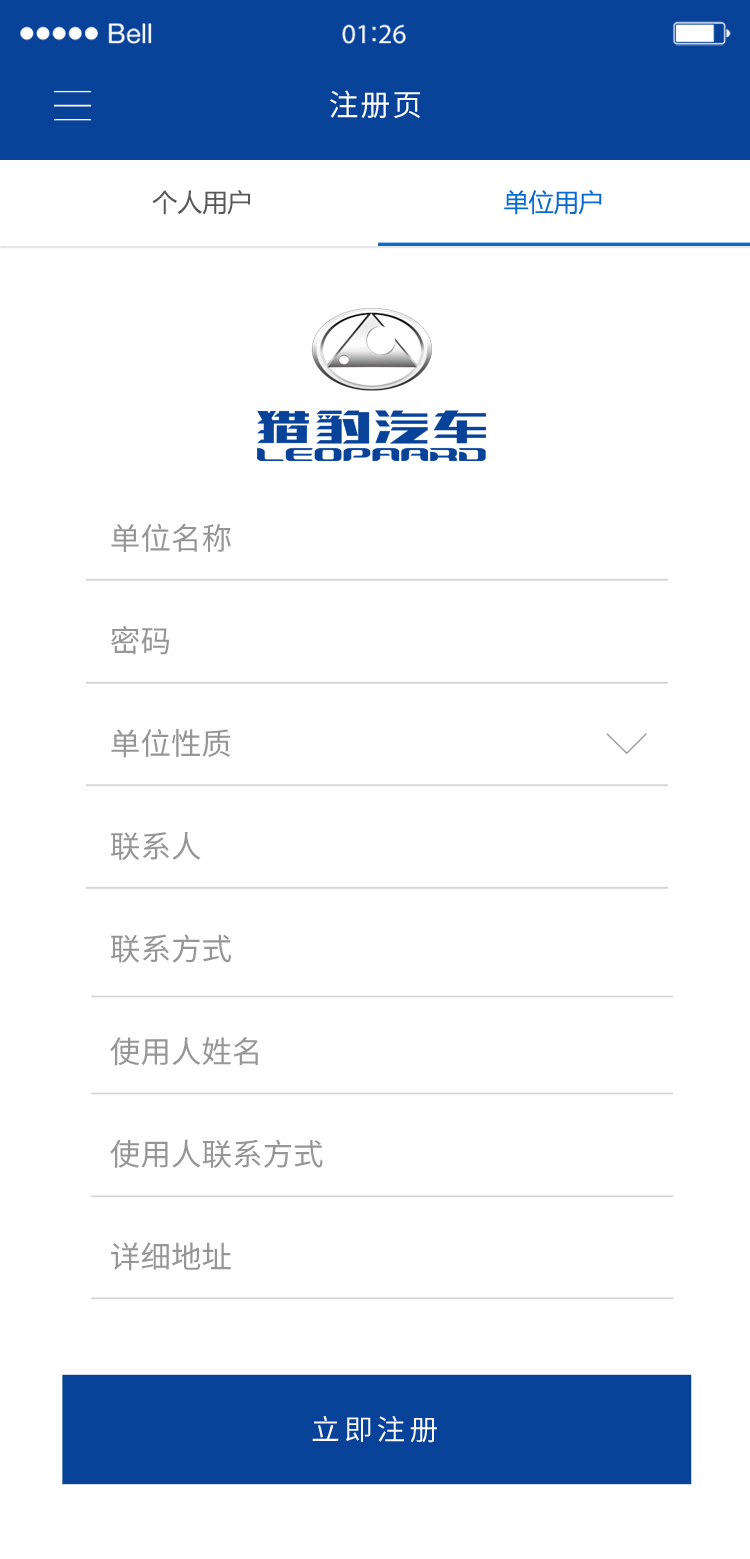 Bell
01:26
注册页
个人用户
单位用户
猎豹汽车
LEOPAARD
单位名称
密码
单位性质
联系人
联系方式
使用人姓名
使用人联系方式
详细地址
立即注册